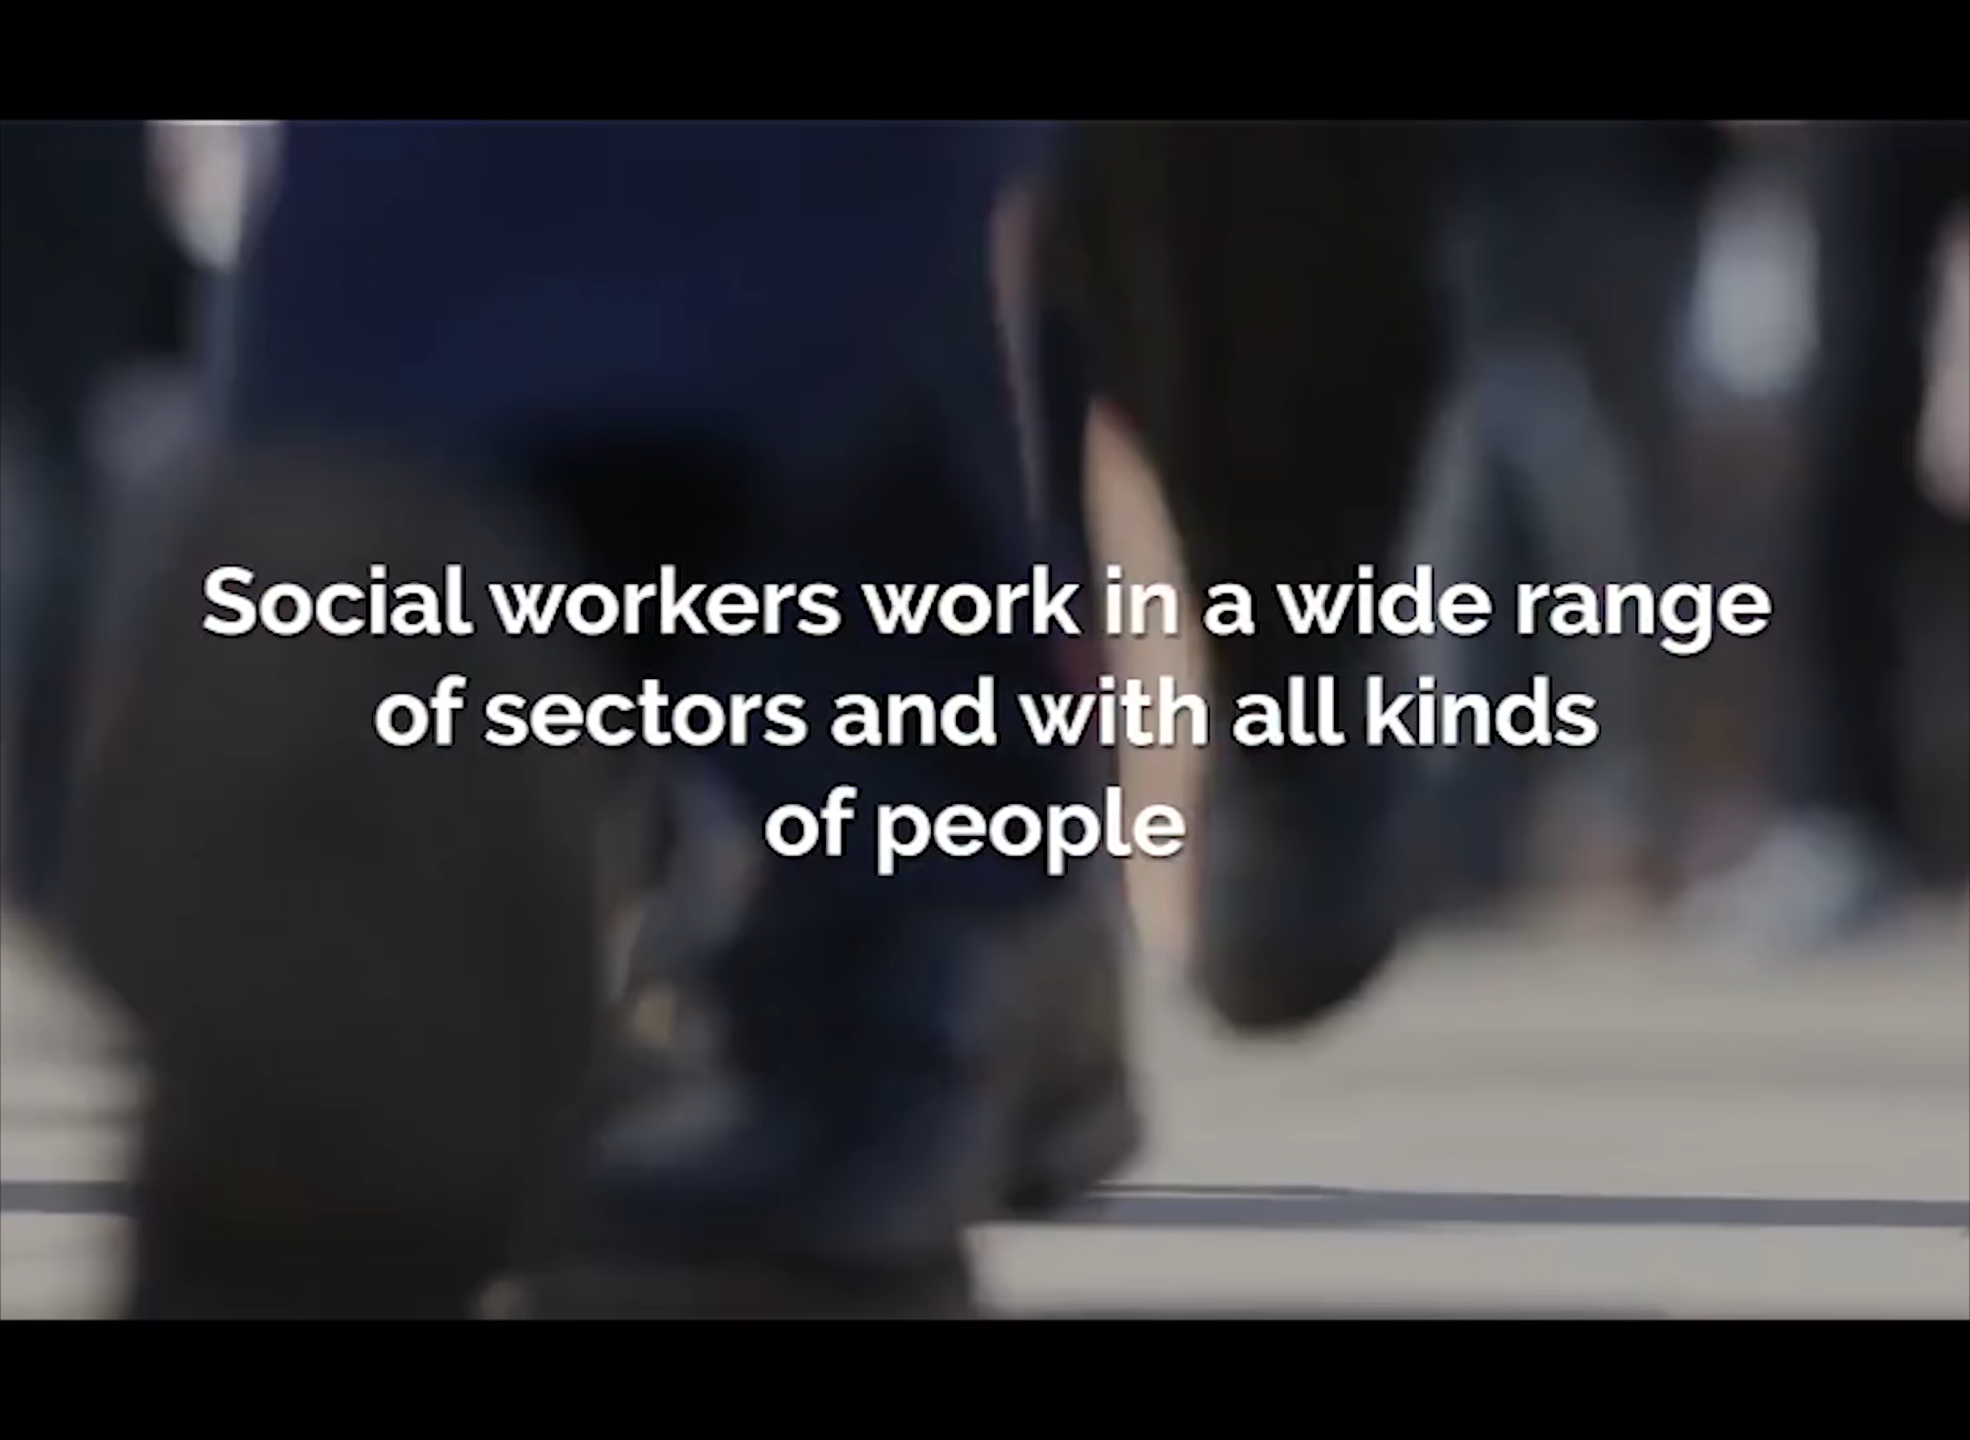 Social workers work in a wide range
of sectors and with all kinds
of people